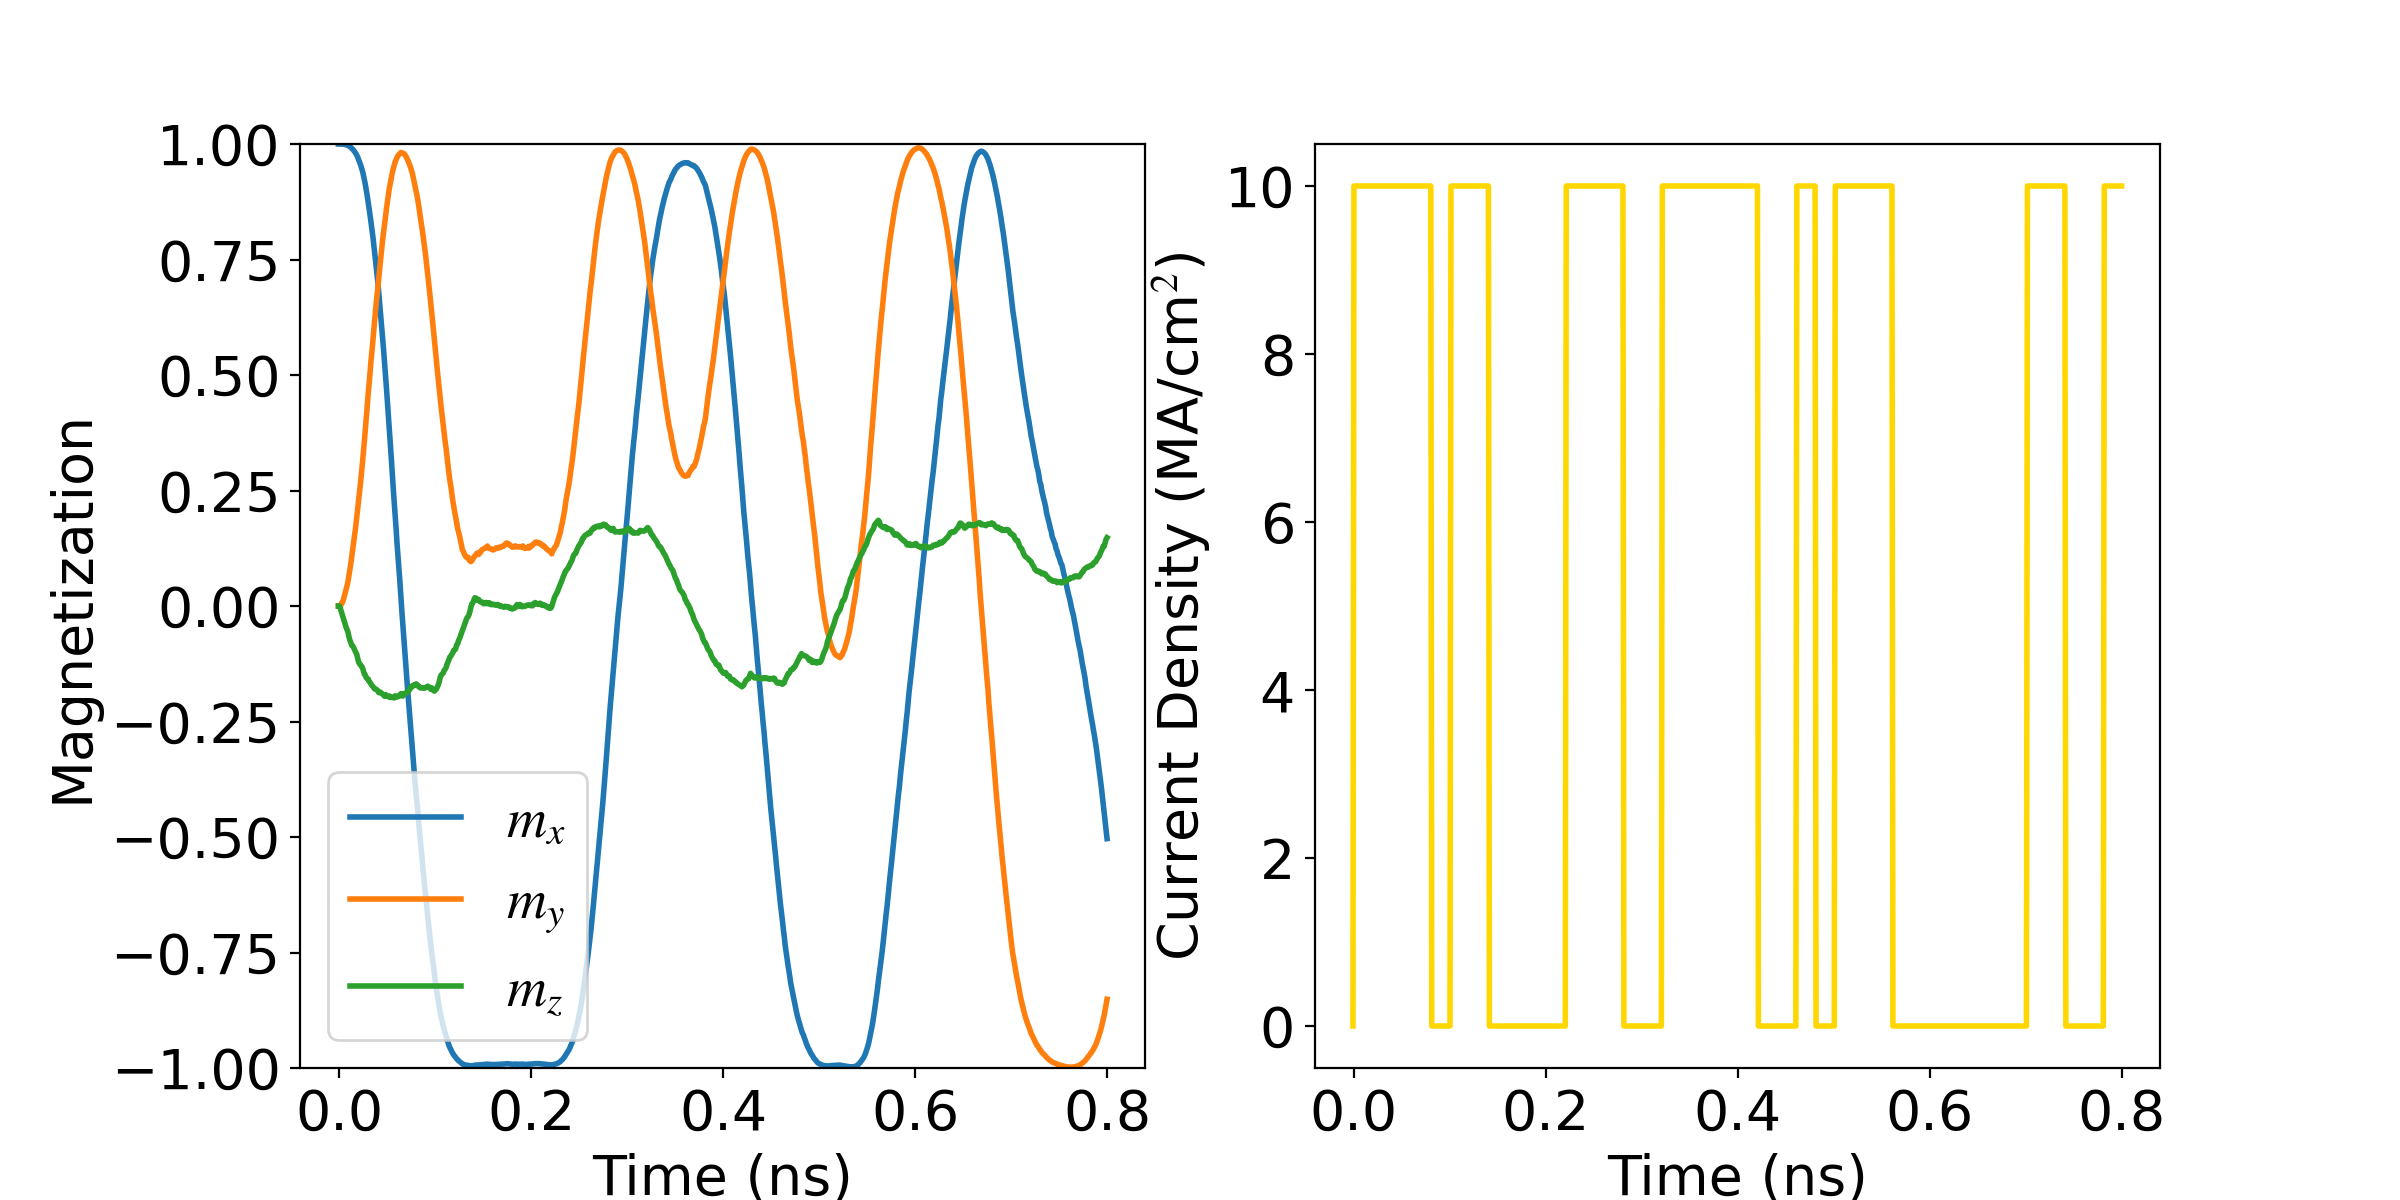 Magnetization
1.00
0.75
0.50
0.25
0.00
−0.25
−0.50
−0.75
−1.00
0.0 0.2 0.4 0.6 0.8
Time (ns)
m_x
m_y
m_z
Current Density (MA/cm²)
10
8
6
4
2
0
0.0 0.2 0.4 0.6 0.8
Time (ns)